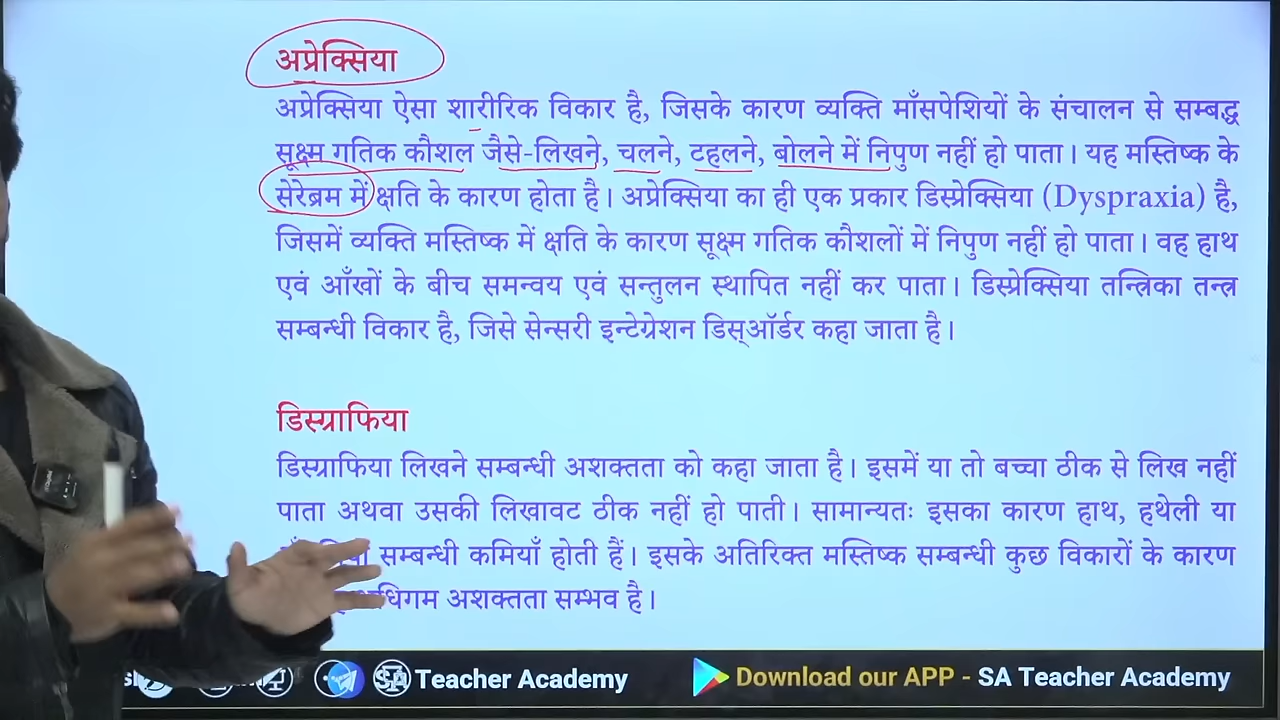 अप्रेक्सिया
अप्रेक्सिया ऐसा शारीरिक विकार है, जिसके कारण व्यक्ति माँसपेशियों के संचालन से सम्बद्ध
सूक्ष्म गतिक कौशल जैसे-लिखने, चलने, टहलने, बोलने में निपुण नहीं हो पाता। यह मस्तिष्क के
सेरेब्रम में क्षति के कारण होता है। अप्रेक्सिया का ही एक प्रकार डिस्प्रेक्सिया (Dyspraxia) है,
जिसमें व्यक्ति मस्तिष्क में क्षति के कारण सूक्ष्म गतिक कौशलों में निपुण नहीं हो पाता। वह हाथ
एवं आँखों के बीच समन्वय एवं सन्तुलन स्थापित नहीं कर पाता। डिस्प्रेक्सिया तन्त्रिका तन्त्र
सम्बन्धी विकार है, जिसे सेन्सरी इन्टेग्रेशन डिस्ऑर्डर कहा जाता है।
डिस्ग्राफिया
डिस्ग्राफिया लिखने सम्बन्धी अशक्तता को कहा जाता है। इसमें या तो बच्चा ठीक से लिख नहीं
पाता अथवा उसकी लिखावट ठीक नहीं हो पाती। सामान्यतः इसका कारण हाथ, हथेली या
सम्बन्धी कमियाँ होती हैं। इसके अतिरिक्त मस्तिष्क सम्बन्धी कुछ विकारों के कारण
अशक्तता सम्भव है।
SA Teacher Academy
Download our APP - SA Teacher Academy